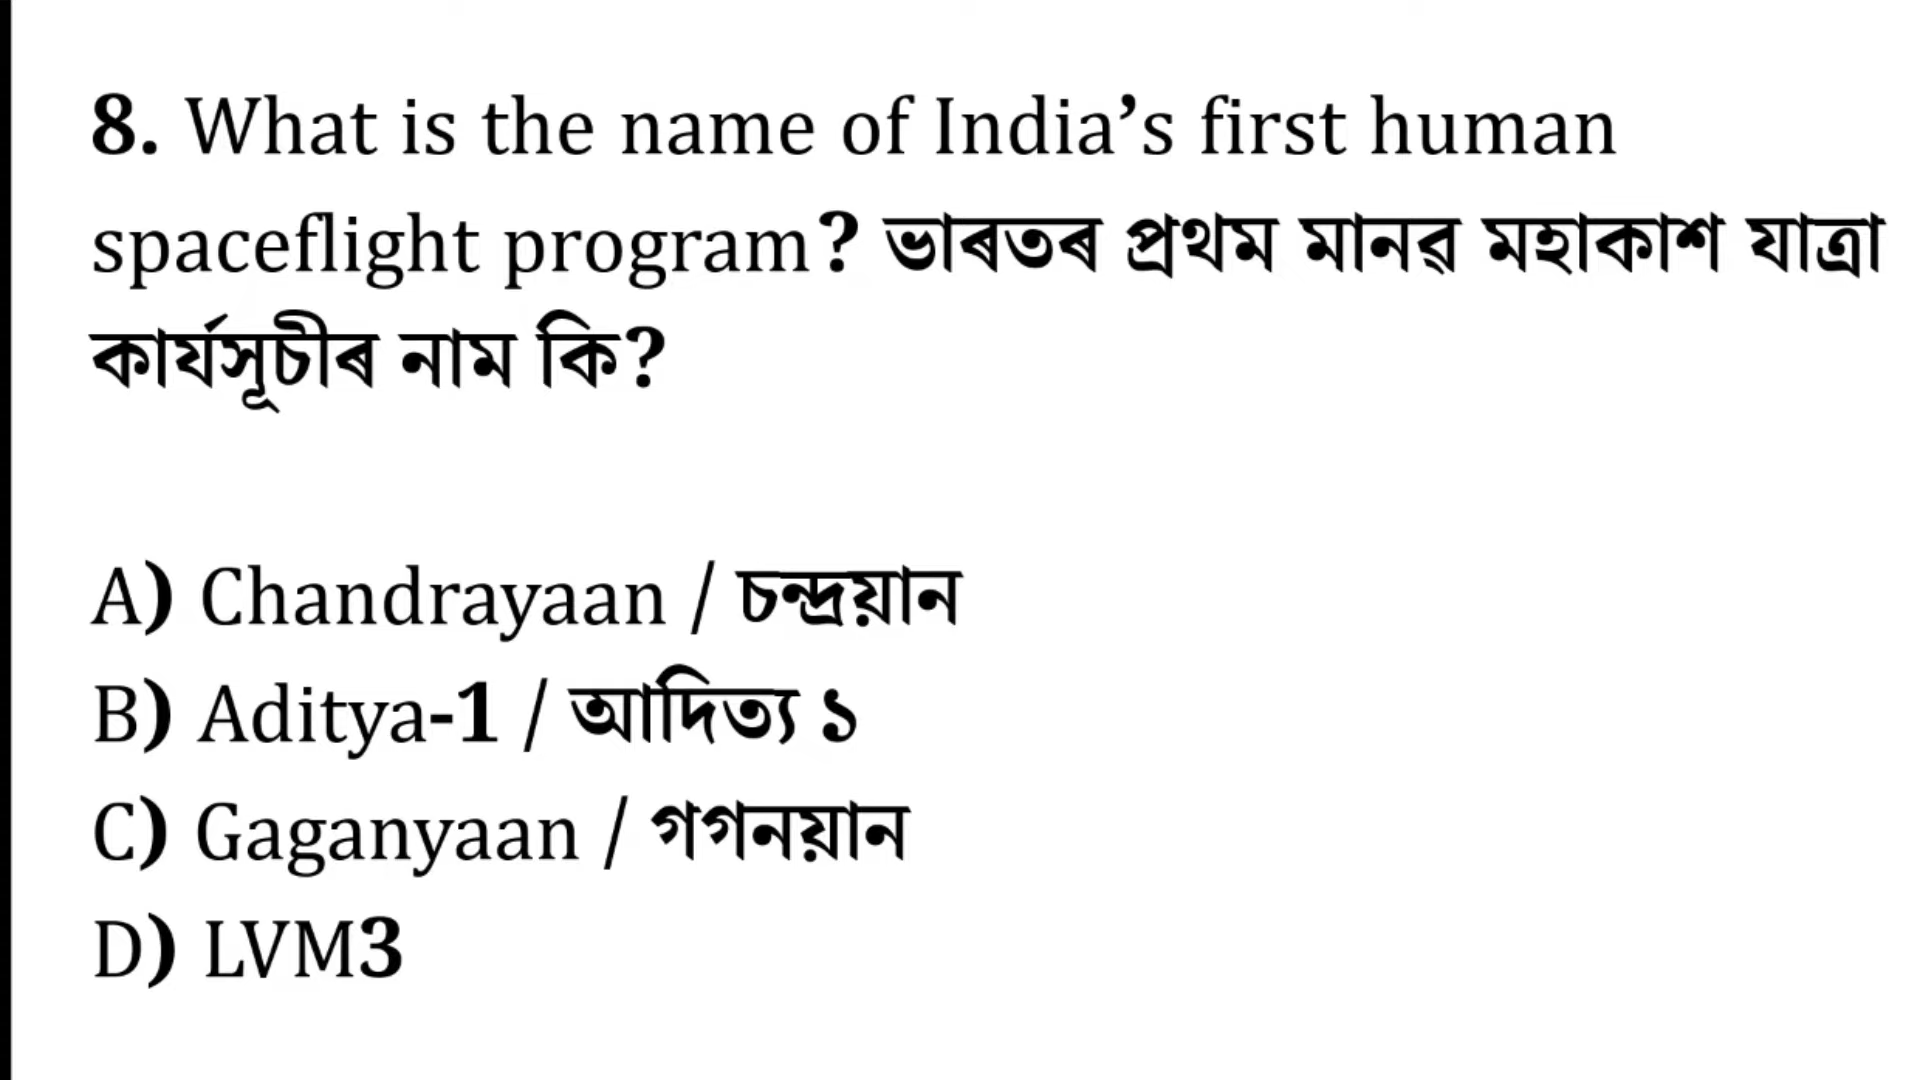 8. What is the name of India’s first human
spaceflight program? ভাৰতৰ প্ৰথম মানৱ মহাকাশ যাত্ৰা
কাৰ্যসূচীৰ নাম কি?
A) Chandrayaan / চন্দ্ৰয়ান
B) Aditya-1 / আদিত্য ১
C) Gaganyaan / গগনয়ান
D) LVM3